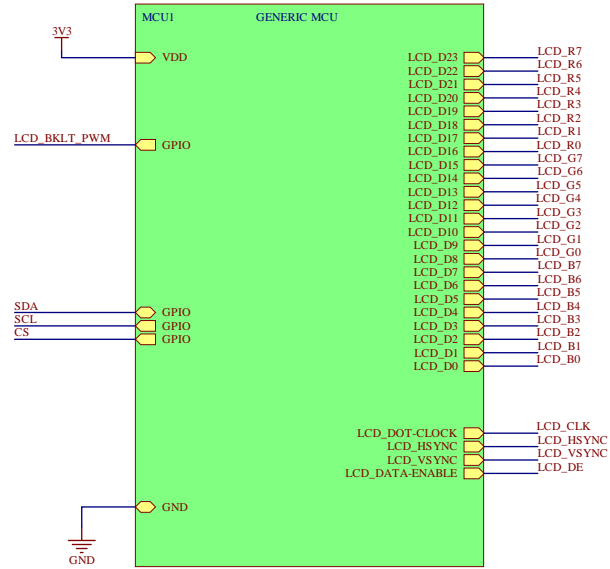 MCU1 GENERIC MCU
3V3
VDD
LCD_BKLT_PWM GPIO
SDA GPIO
SCL GPIO
CS GPIO
GND
GND
LCD_D23 LCD_R7
LCD_D22 LCD_R6
LCD_D21 LCD_R5
LCD_D20 LCD_R4
LCD_D19 LCD_R3
LCD_D18 LCD_R2
LCD_D17 LCD_R1
LCD_D16 LCD_R0
LCD_D15 LCD_G7
LCD_D14 LCD_G6
LCD_D13 LCD_G5
LCD_D12 LCD_G4
LCD_D11 LCD_G3
LCD_D10 LCD_G2
LCD_D9 LCD_G1
LCD_D8 LCD_G0
LCD_D7 LCD_B7
LCD_D6 LCD_B6
LCD_D5 LCD_B5
LCD_D4 LCD_B4
LCD_D3 LCD_B3
LCD_D2 LCD_B2
LCD_D1 LCD_B1
LCD_D0 LCD_B0
LCD_DOT-CLOCK LCD_CLK
LCD_HSYNC LCD_HSYNC
LCD_VSYNC LCD_VSYNC
LCD_DATA-ENABLE LCD_DE